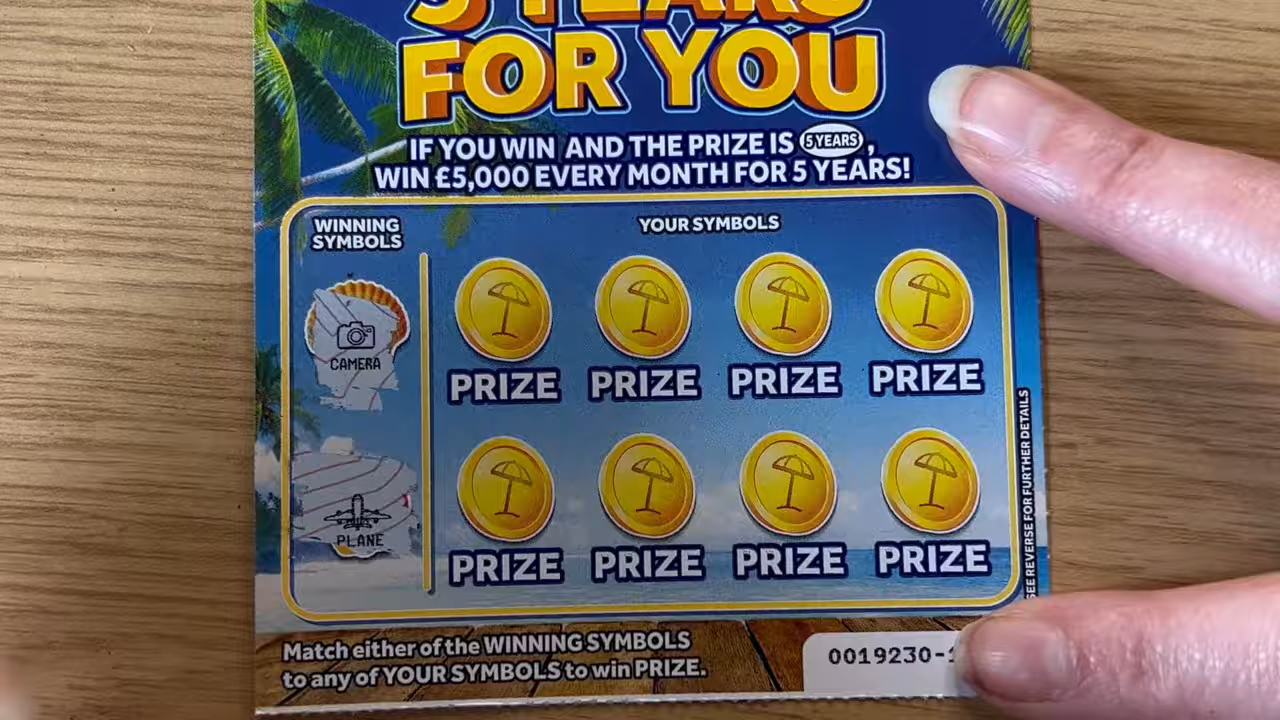 5 YEARS
FOR YOU
IF YOU WIN AND THE PRIZE IS 5 YEARS,
WIN £5,000 EVERY MONTH FOR 5 YEARS!
WINNING
SYMBOLS
YOUR SYMBOLS
CAMERA
PRIZE PRIZE PRIZE PRIZE
PLANE
PRIZE PRIZE PRIZE PRIZE
SEE REVERSE FOR FURTHER DETAILS
Match either of the WINNING SYMBOLS
to any of YOUR SYMBOLS to win PRIZE.
0019230-